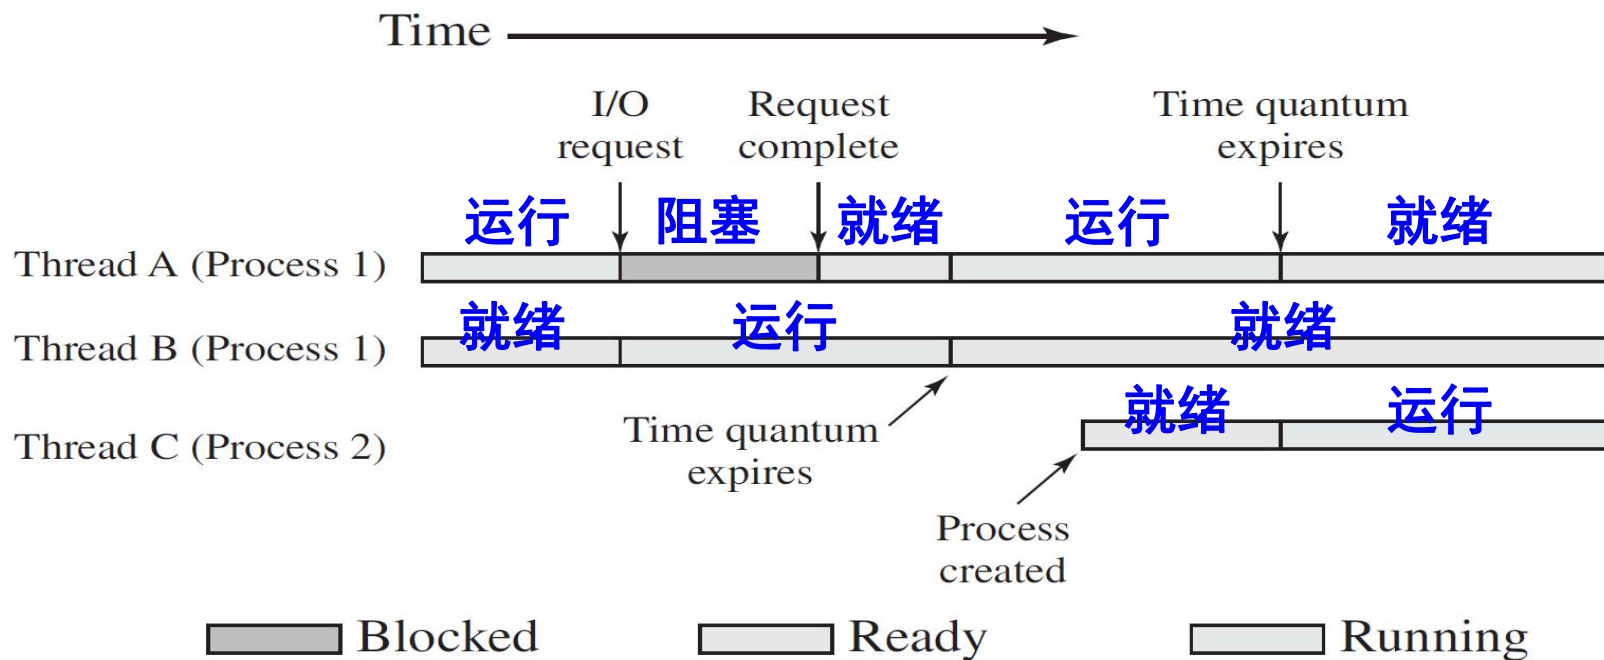 Time
I/O
request
Request
complete
Time quantum
expires
运行 阻塞 就绪 运行 就绪
Thread A (Process 1)
就绪 运行 就绪
Thread B (Process 1)
就绪 运行
Thread C (Process 2)
Time quantum
expires
Process
created
Blocked Ready Running